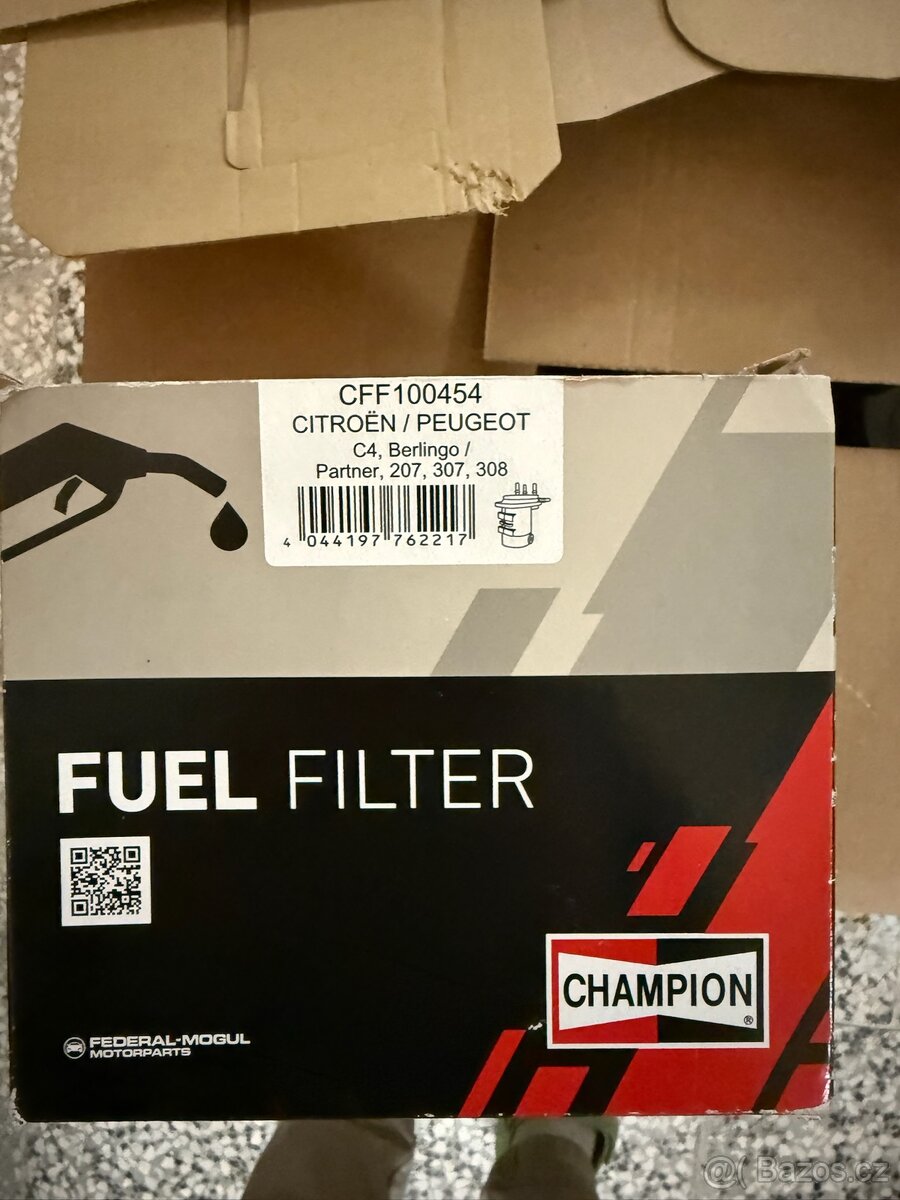 CFF100454
CITROËN / PEUGEOT
C4, Berlingo /
Partner, 207, 307, 308
4 044197 762217
FUEL FILTER
CHAMPION
®
FEDERAL-MOGUL
MOTORPARTS
@( Bazos.cz